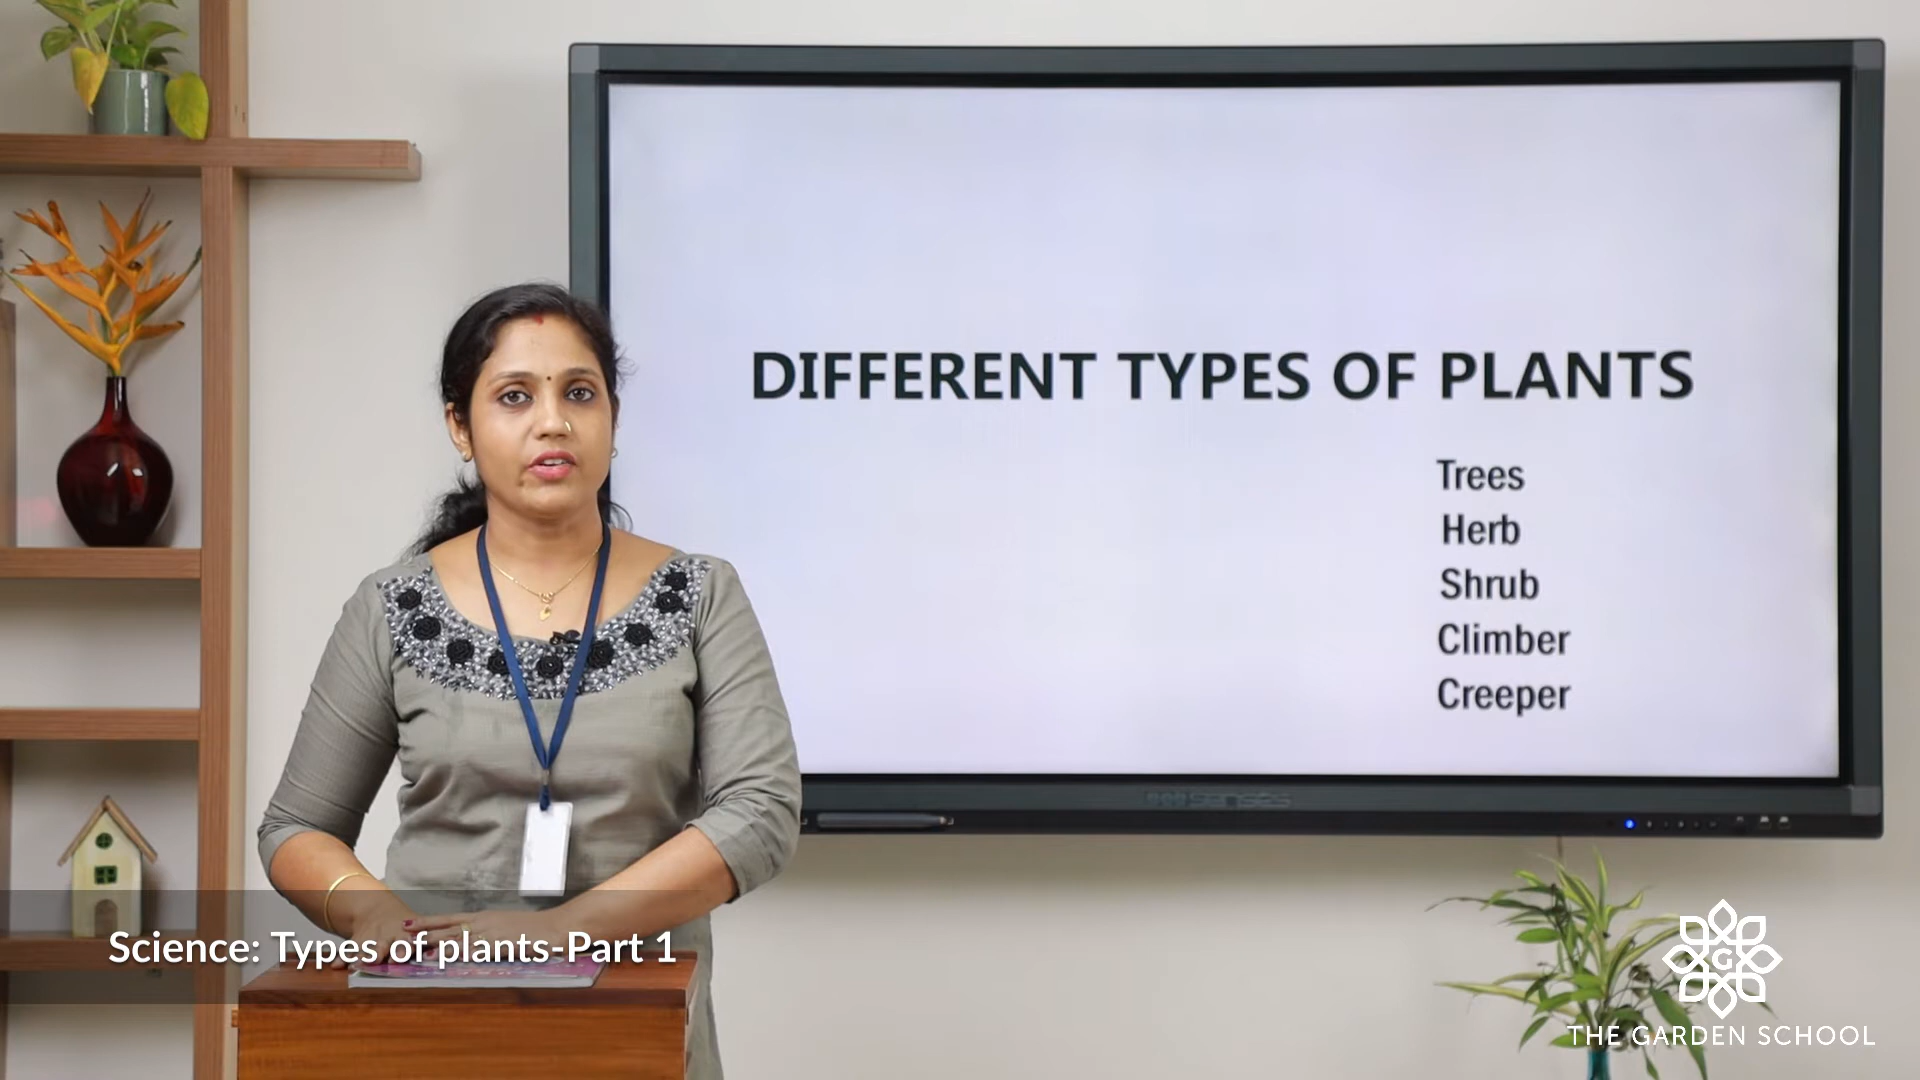 DIFFERENT TYPES OF PLANTS
Trees
Herb
Shrub
Climber
Creeper
Science: Types of plants-Part 1
G
THE GARDEN SCHOOL